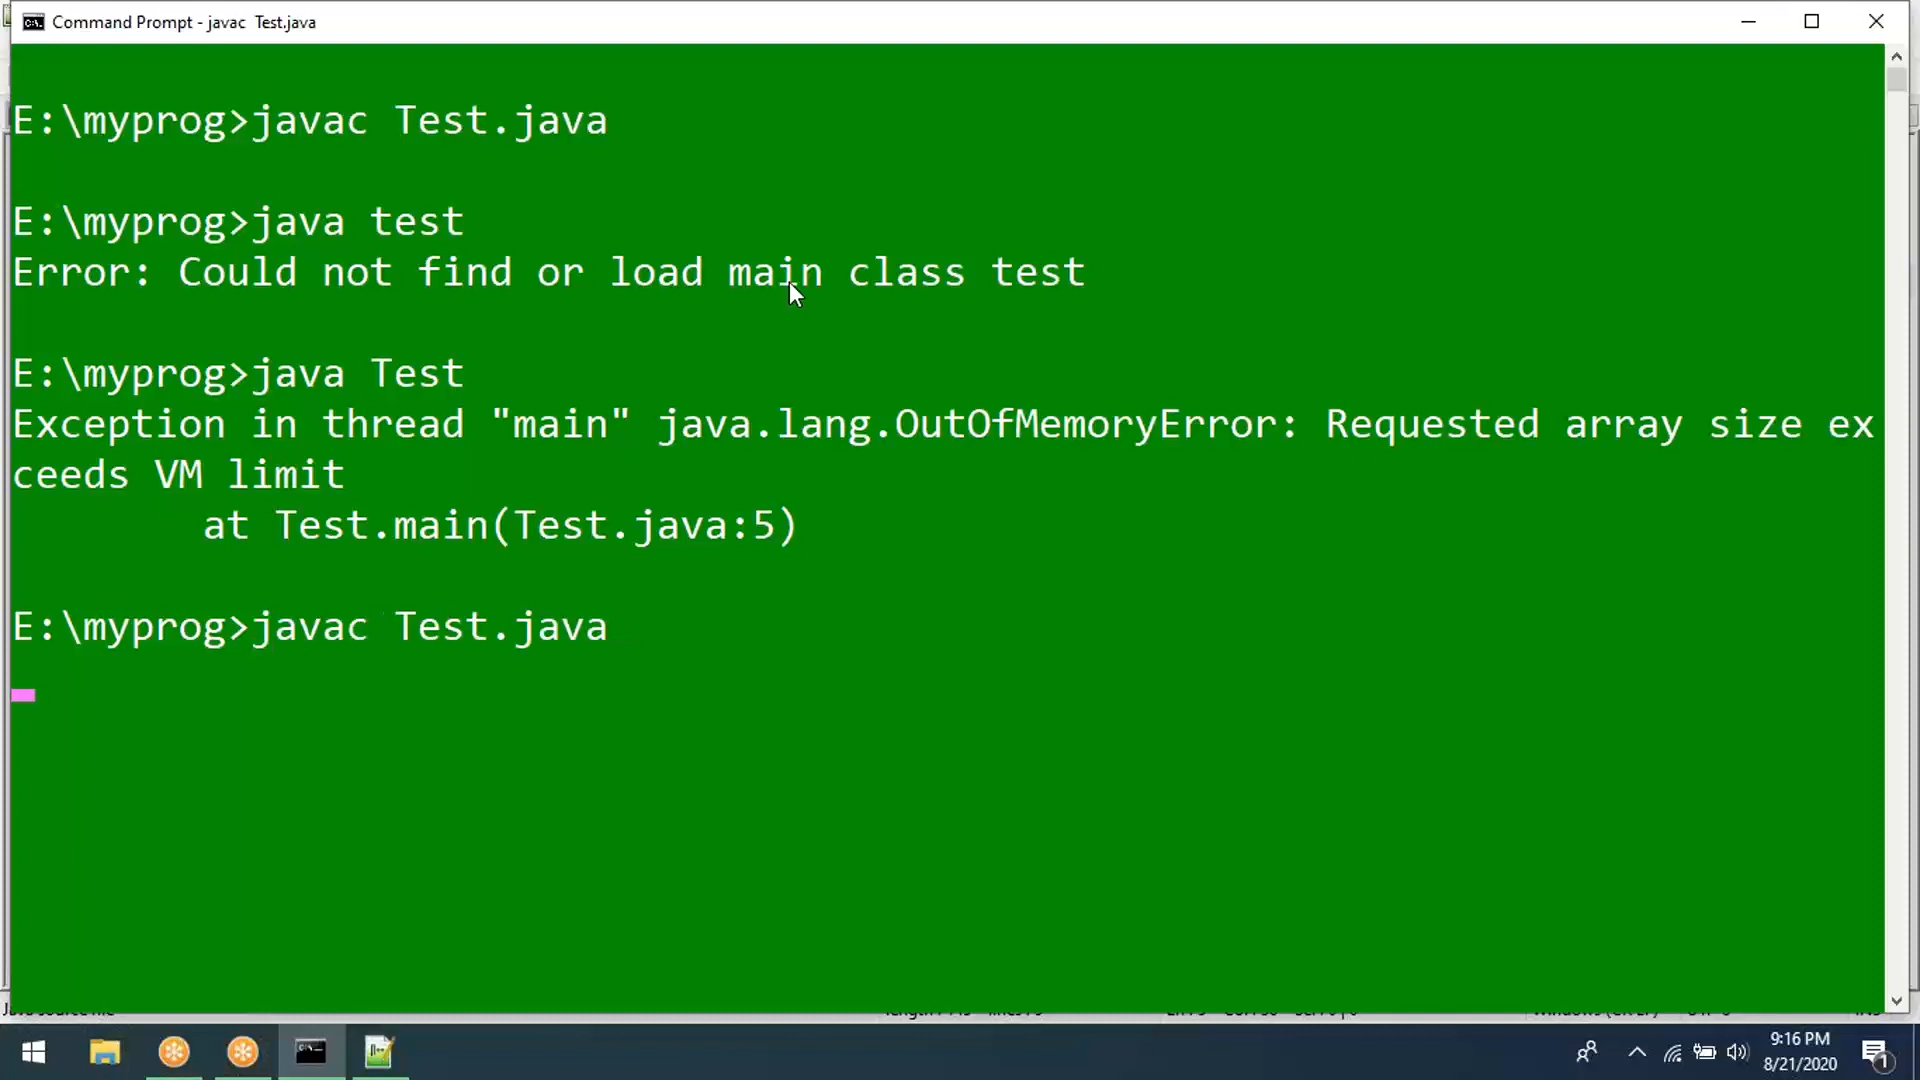 Command Prompt - javac  Test.java
E:\myprog>javac Test.java
E:\myprog>java test
Error: Could not find or load main class test
E:\myprog>java Test
Exception in thread "main" java.lang.OutOfMemoryError: Requested array size ex
ceeds VM limit
        at Test.main(Test.java:5)
E:\myprog>javac Test.java
9:16 PM
8/21/2020
1